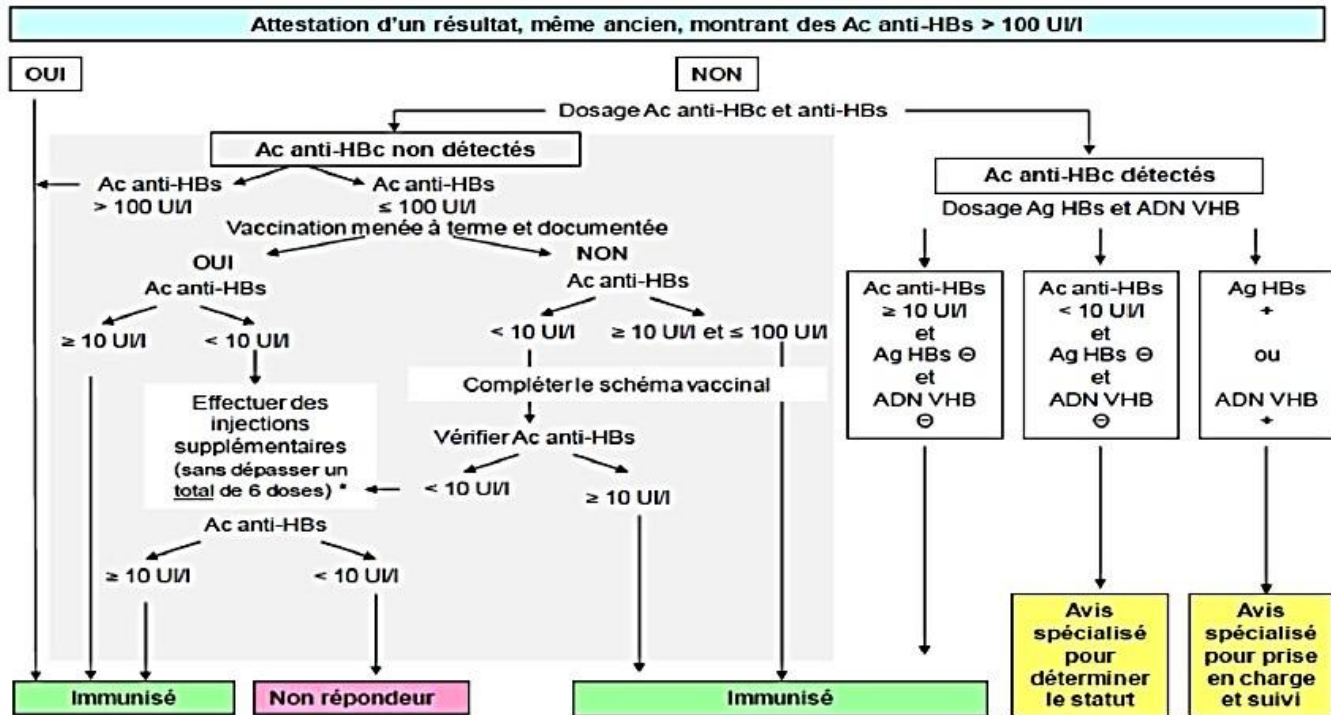 Attestation d'un résultat, même ancien, montrant des Ac anti-HBs > 100 UI/l
OUI
NON
Dosage Ac anti-HBc et anti-HBs
Ac anti-HBc non détectés
Ac anti-HBs
> 100 UI/l
Ac anti-HBs
≤ 100 UI/l
Vaccination menée à terme et documentée
OUI
Ac anti-HBs
≥ 10 UI/l
< 10 UI/l
Effectuer des
injections
supplémentaires
(sans dépasser un
total de 6 doses) *
Ac anti-HBs
≥ 10 UI/l
< 10 UI/l
NON
Ac anti-HBs
< 10 UI/l
≥ 10 UI/l et ≤ 100 UI/l
Compléter le schéma vaccinal
Vérifier Ac anti-HBs
< 10 UI/l
≥ 10 UI/l
Ac anti-HBc détectés
Dosage Ag HBs et ADN VHB
Ac anti-HBs
≥ 10 UI/l
et
Ag HBs ⊖
et
ADN VHB
⊖
Ac anti-HBs
< 10 UI/l
et
Ag HBs ⊖
et
ADN VHB
⊖
Ag HBs
+
ou
ADN VHB
+
Immunisé
Non répondeur
Immunisé
Avis
spécialisé
pour
déterminer
le statut
Avis
spécialisé
pour prise
en charge
et suivi